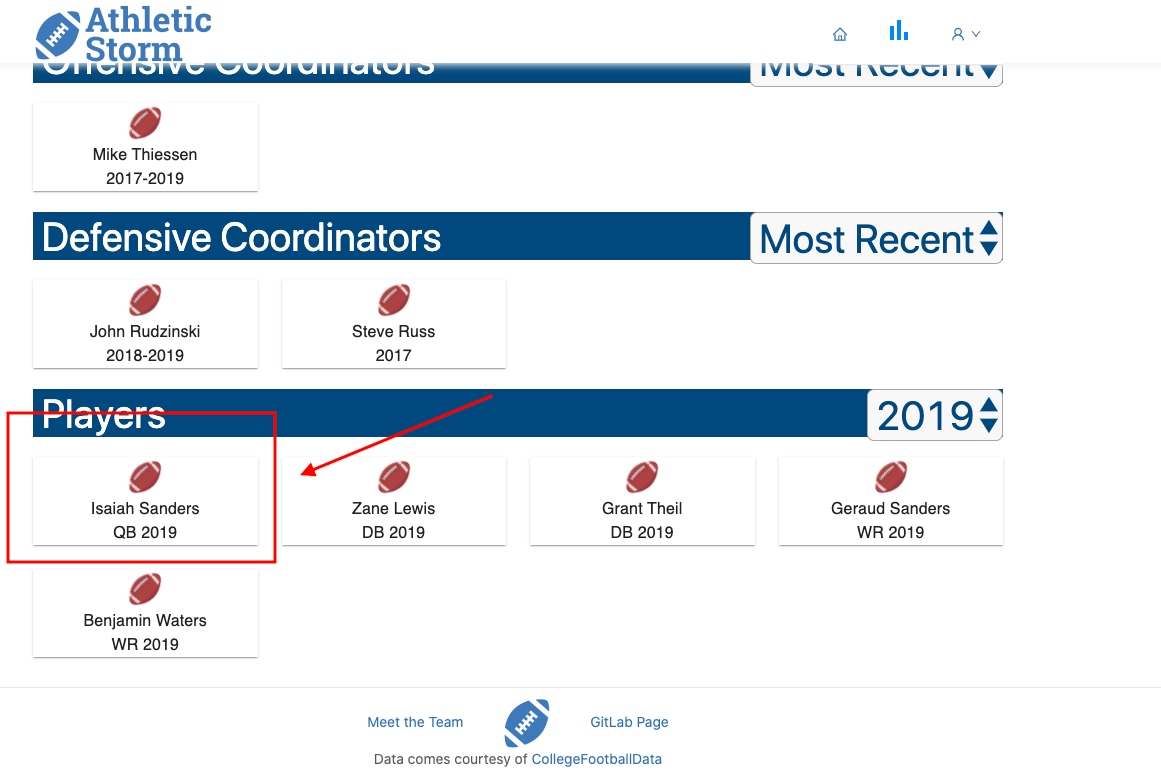 Athletic
Storm
Offensive Coordinators
Most Recent
Mike Thiessen
2017-2019
Defensive Coordinators
Most Recent
John Rudzinski
2018-2019
Steve Russ
2017
Players
2019
Isaiah Sanders
QB 2019
Zane Lewis
DB 2019
Grant Theil
DB 2019
Geraud Sanders
WR 2019
Benjamin Waters
WR 2019
Meet the Team
GitLab Page
Data comes courtesy of CollegeFootballData